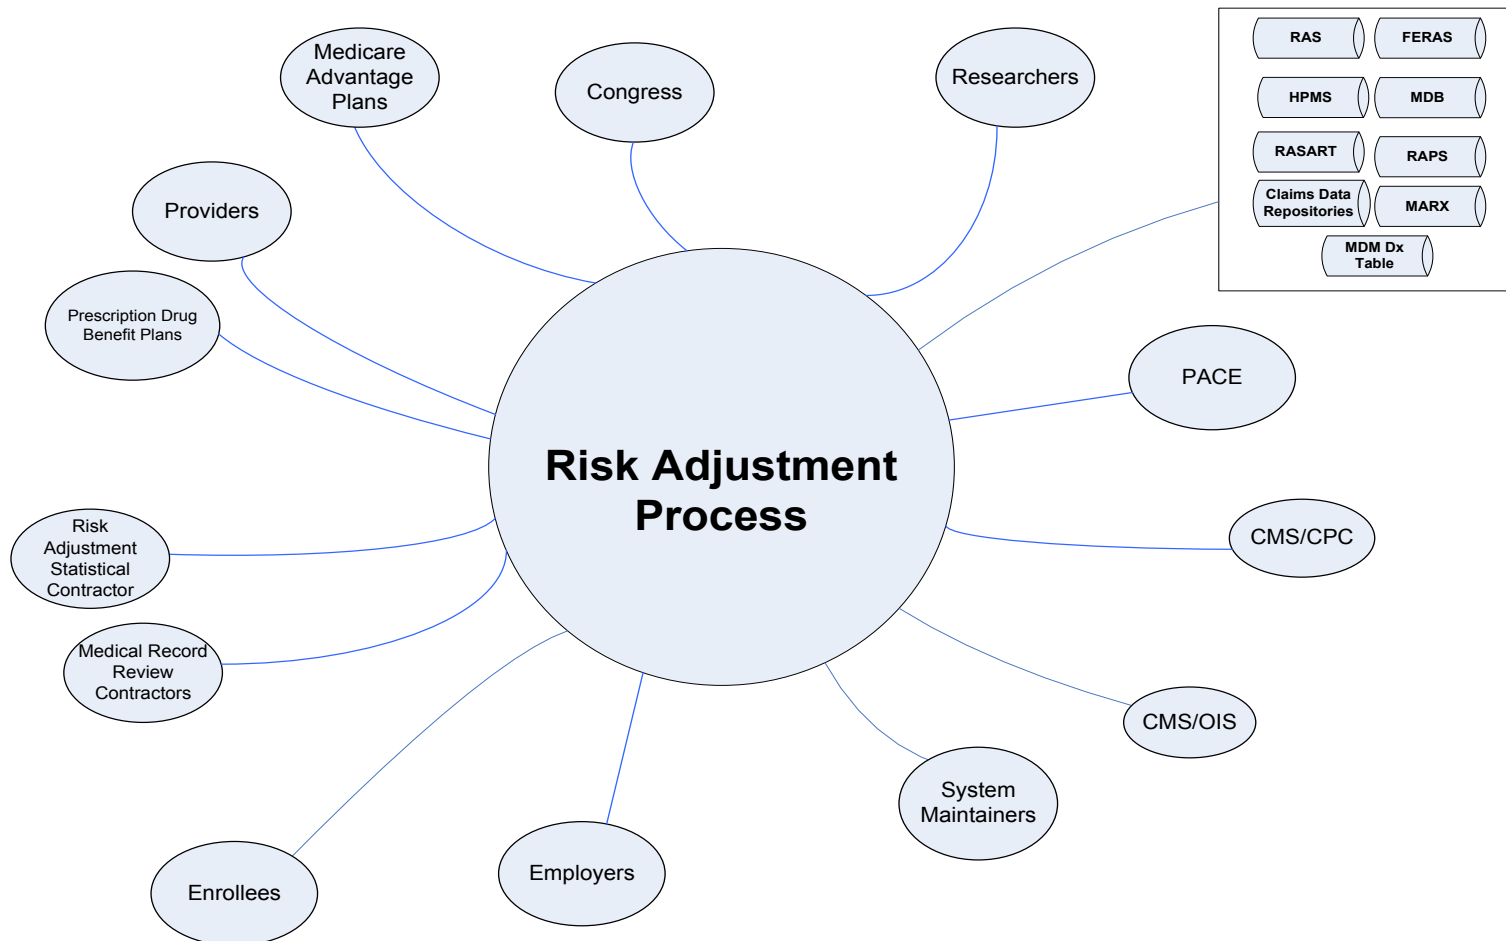 Medicare
Advantage
Plans
Congress
Researchers
RAS
FERAS
HPMS
MDB
RASART
RAPS
Claims Data
Repositories
MARX
MDM Dx
Table
Providers
Prescription Drug
Benefit Plans
PACE
Risk Adjustment
Process
Risk
Adjustment
Statistical
Contractor
CMS/CPC
Medical Record
Review
Contractors
CMS/OIS
System
Maintainers
Employers
Enrollees